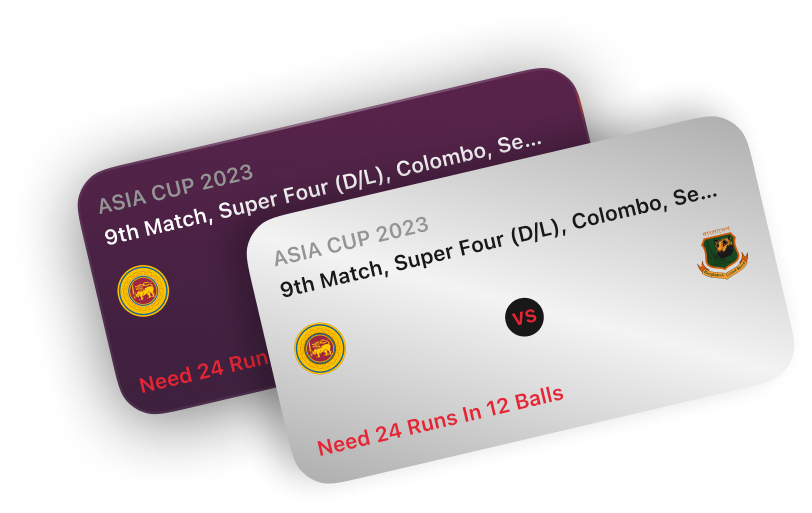 ASIA CUP 2023
9th Match, Super Four (D/L), Colombo, Se...
Need 24 Run
ASIA CUP 2023
9th Match, Super Four (D/L), Colombo, Se...
VS
Need 24 Runs In 12 Balls